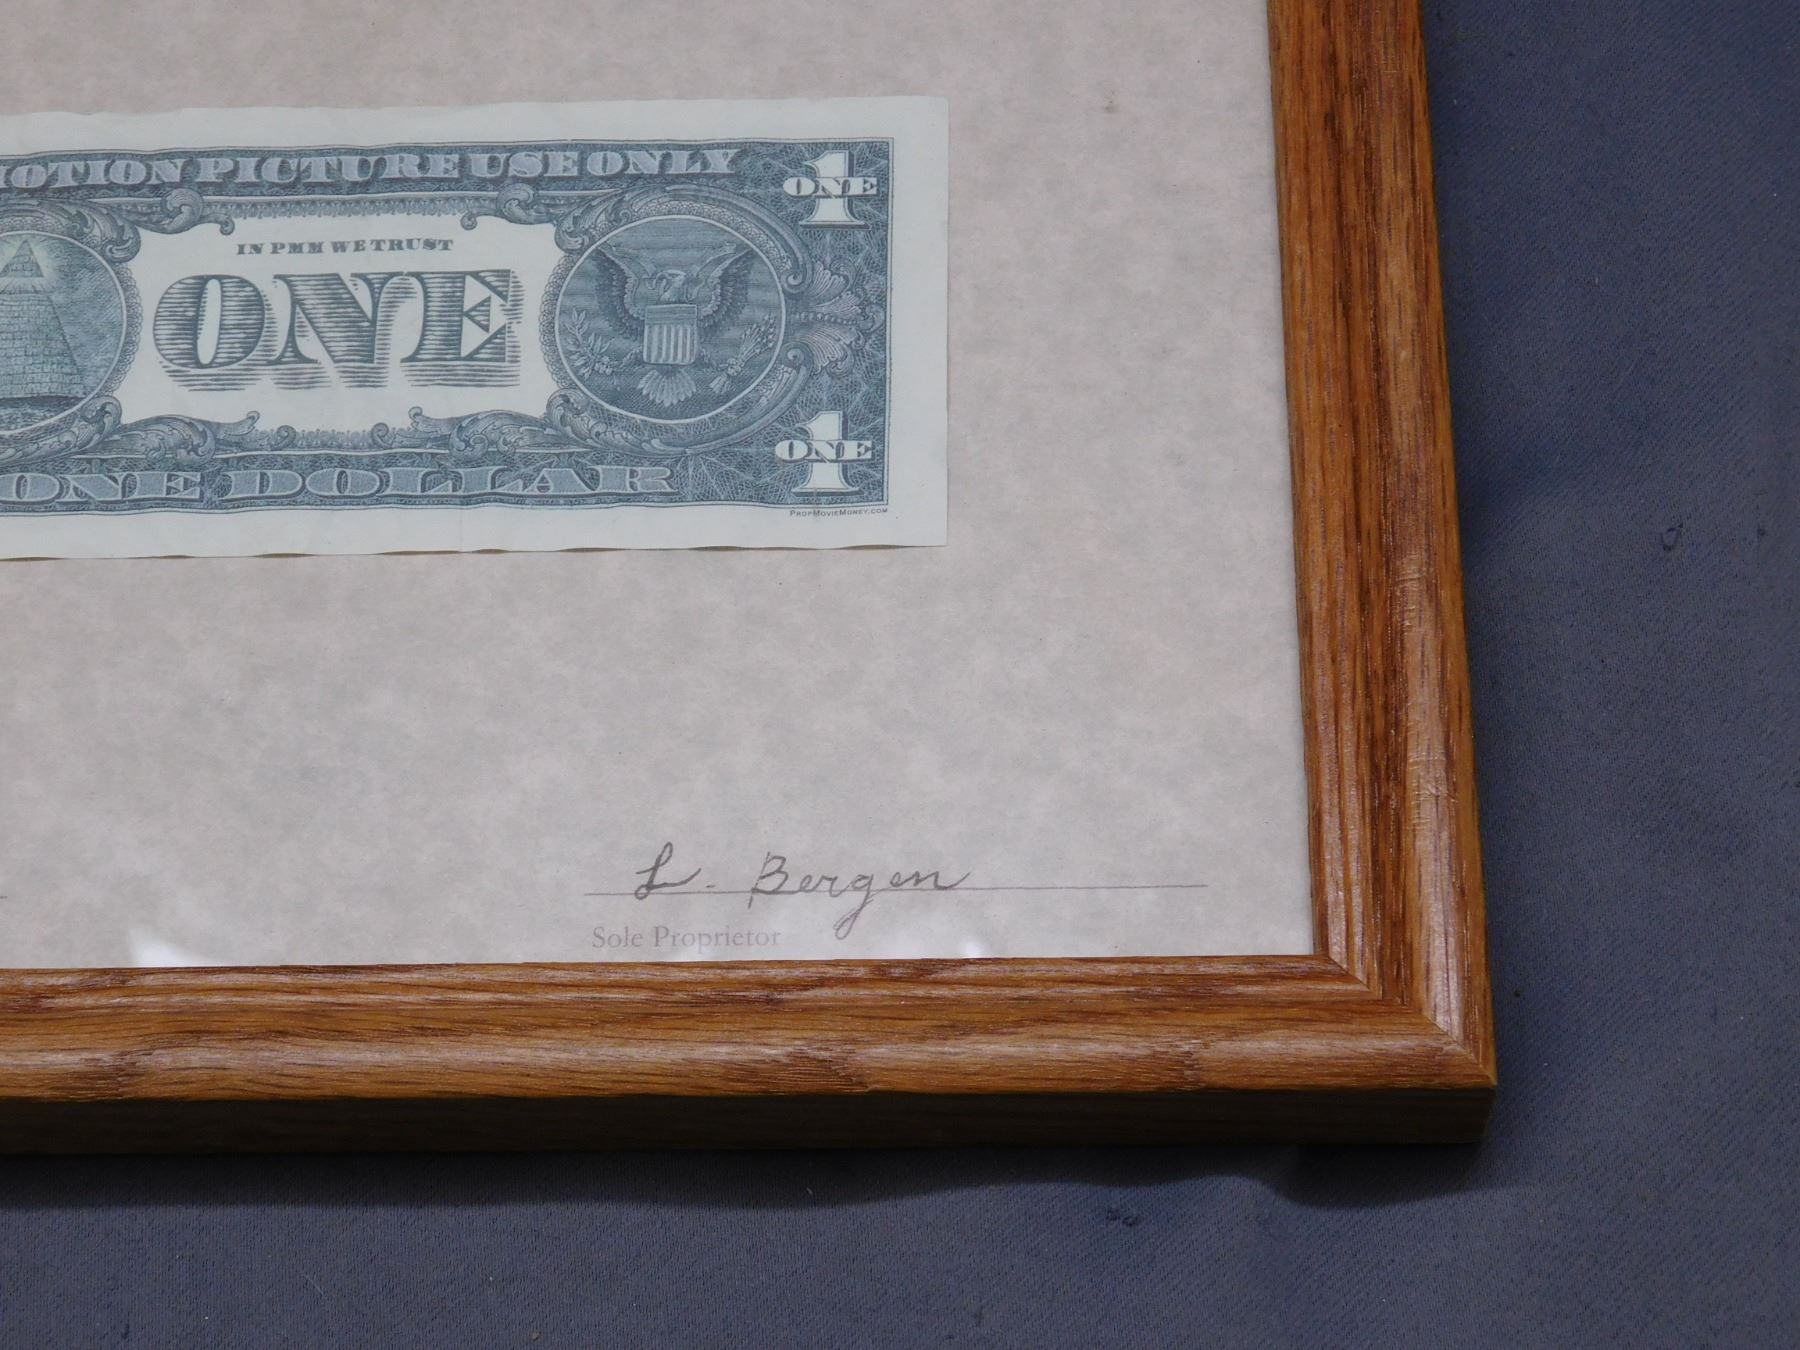 MOTION PICTURE USE ONLY
1
ONE
IN PMM WE TRUST
ONE
1
ONE
ONE DOLLAR
PROPMOVIEMONEY.COM
L. Bergen
Sole Proprietor